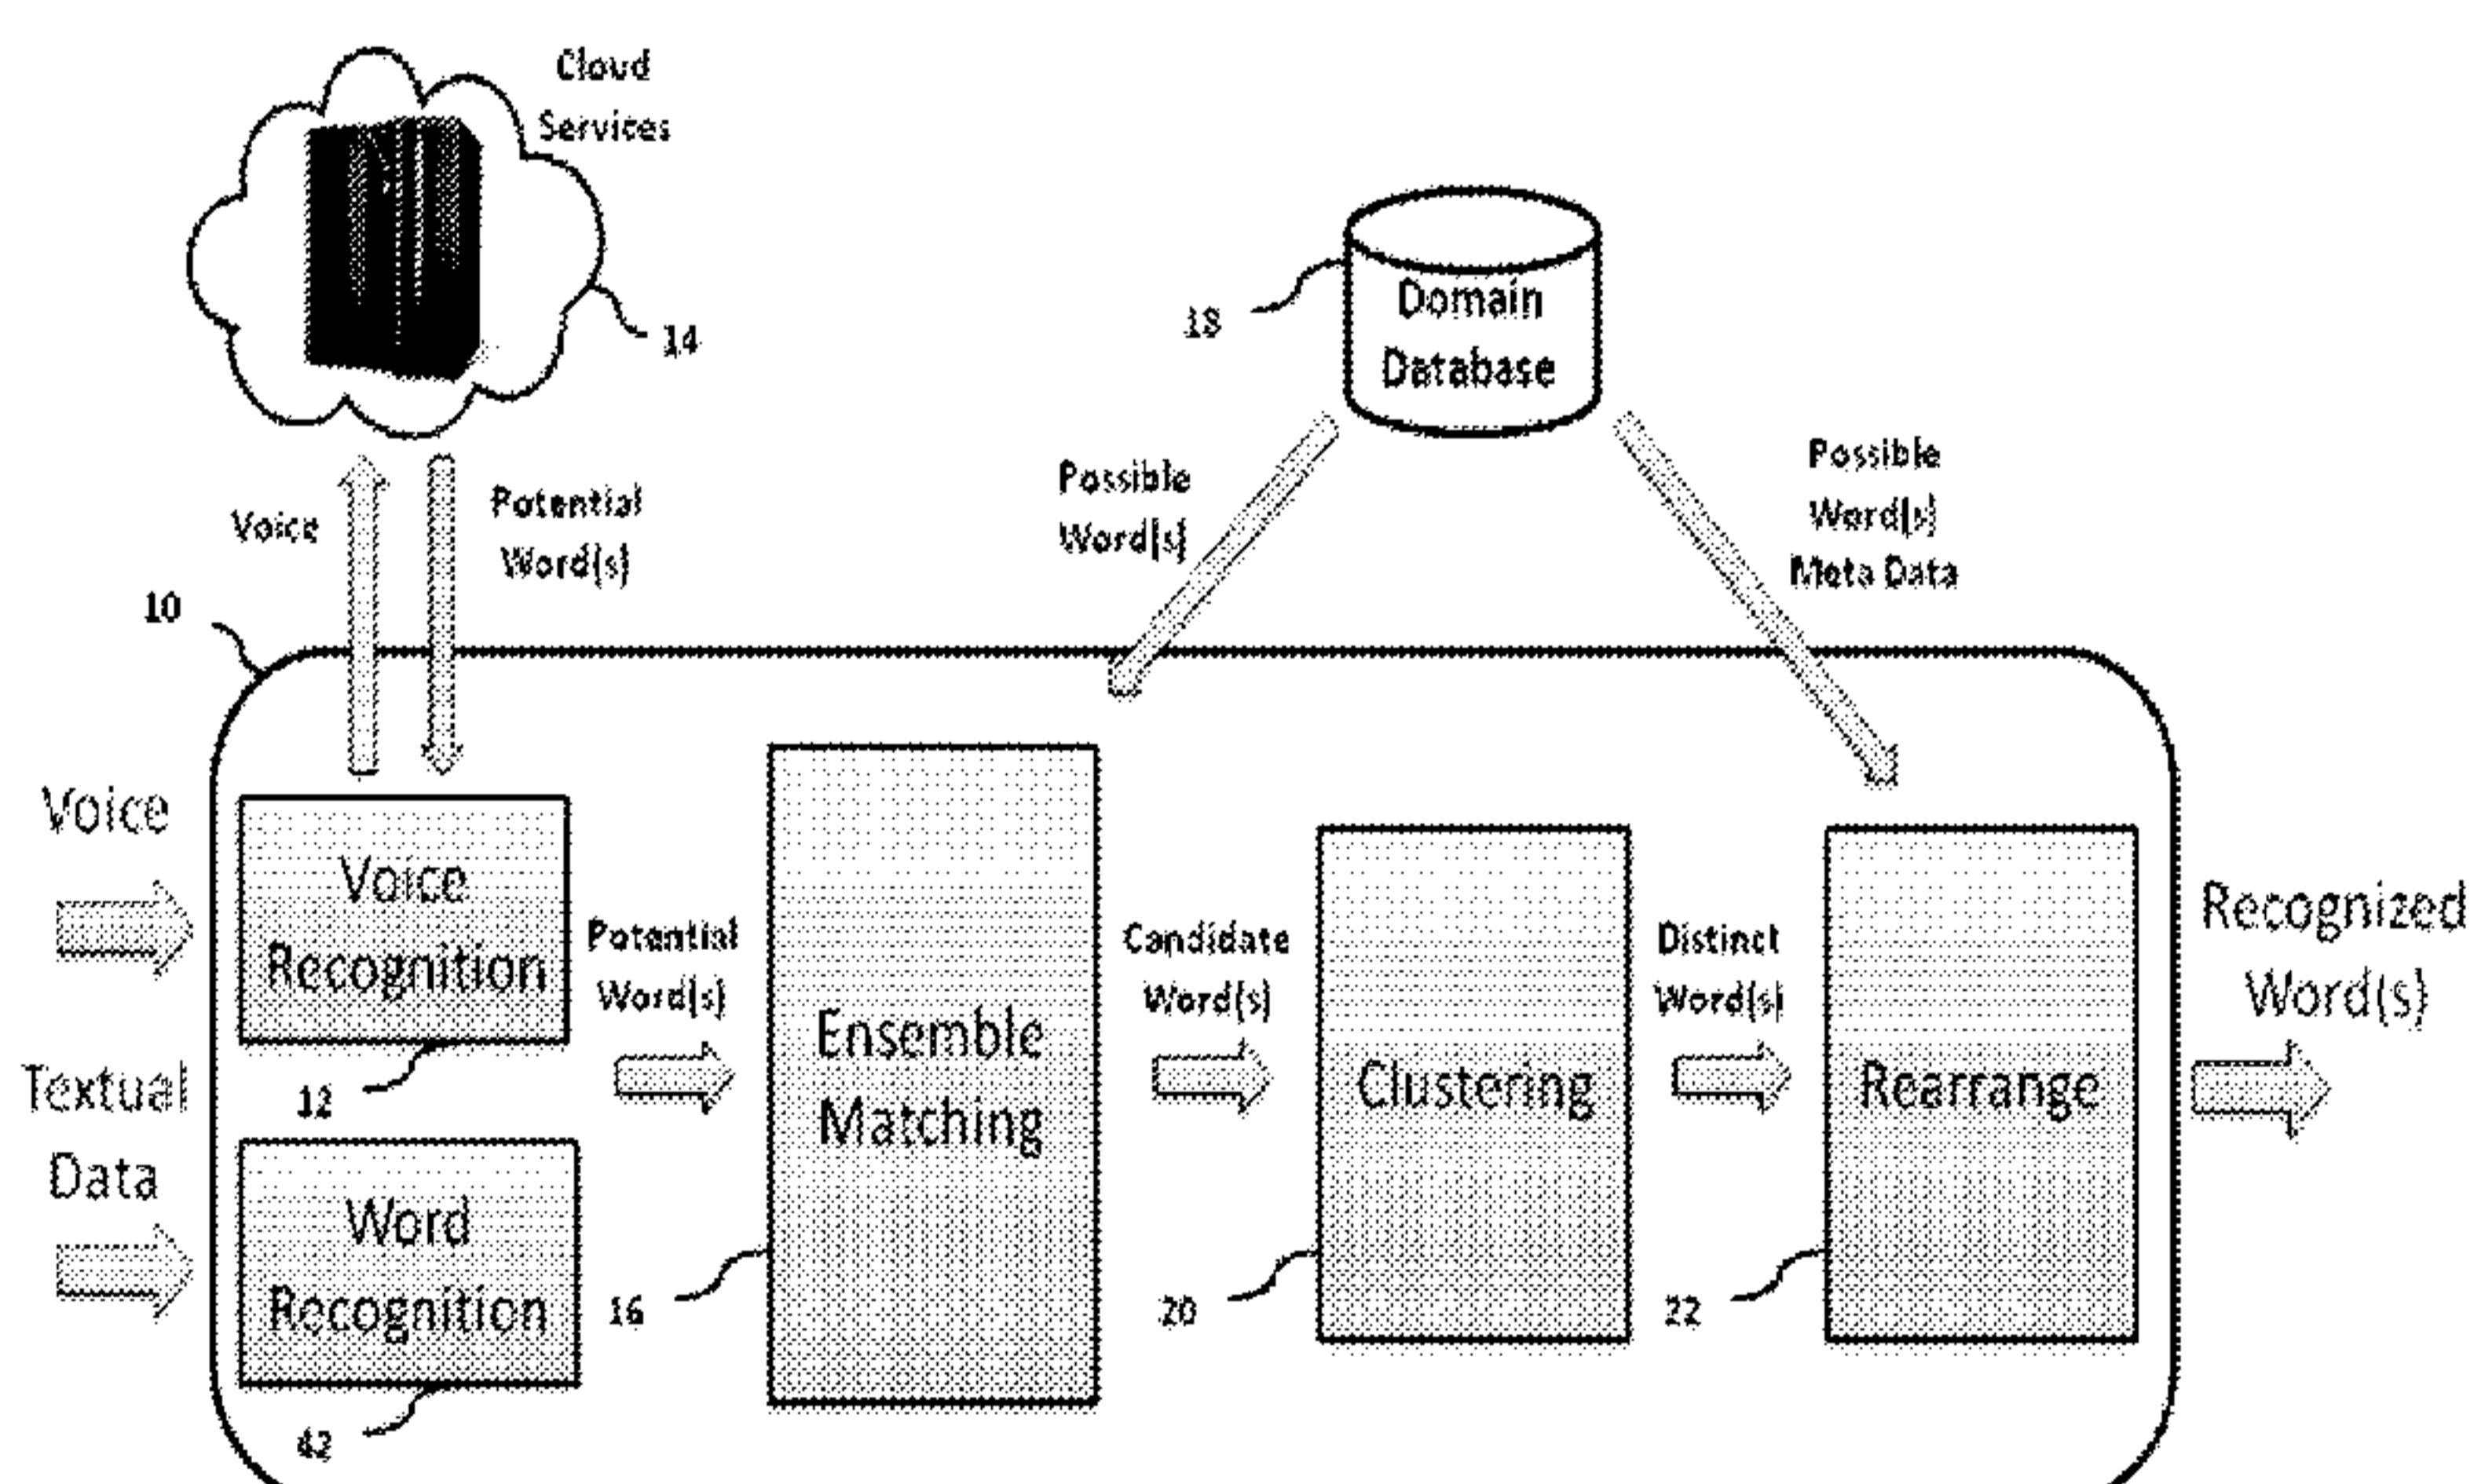 Cloud
Services
14
18
Domain
Database
Voice
Potential
Word(s)
Possible
Word(s)
Possible
Word(s)
Meta Data
10
Voice
Textual
Data
Voice
Recognition
12
Word
Recognition
42
Potential
Word(s)
Ensemble
Matching
16
Candidate
Word(s)
Clustering
20
Distinct
Word(s)
Rearrange
22
Recognized
Word(s)